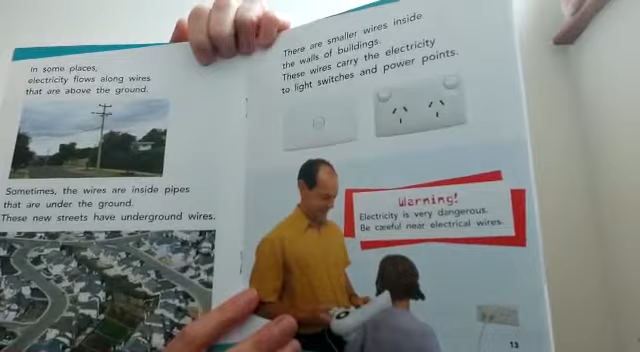 In some places,
electricity flows along wires
that are above the ground.
Sometimes, the wires are inside pipes
that are under the ground.
These new streets have underground wires.
There are smaller wires inside
the walls of buildings.
These wires carry the electricity
to light switches and power points.
Warning!
Electricity is very dangerous.
Be careful near electrical wires.
13